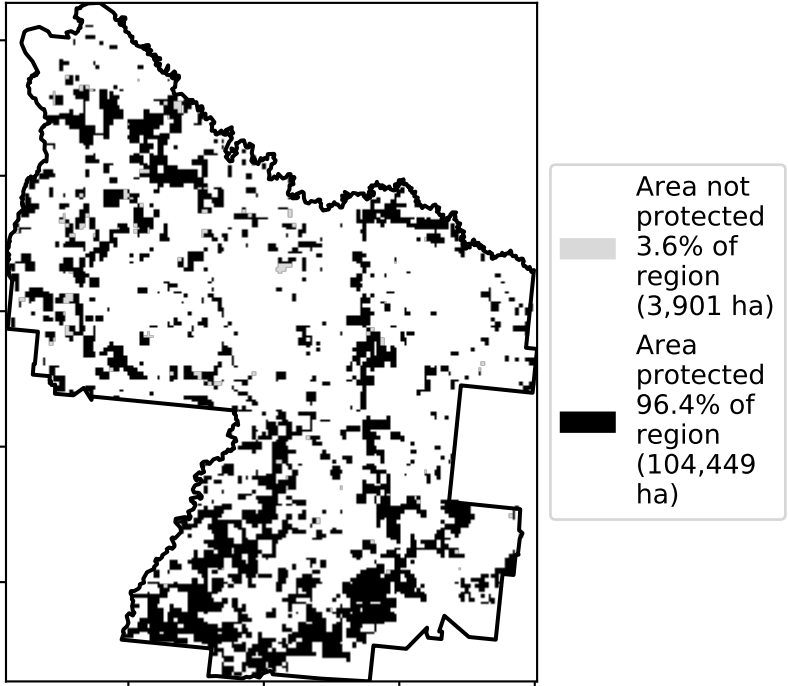 Area not
protected
3.6% of
region
(3,901 ha)
Area
protected
96.4% of
region
(104,449
ha)